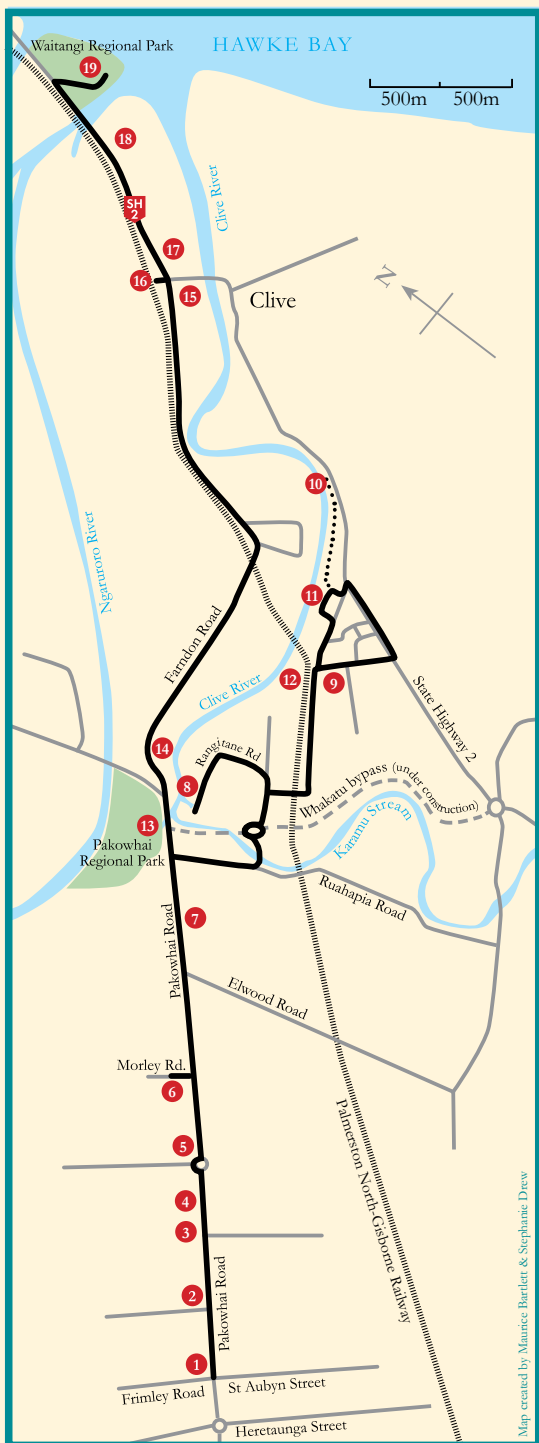 Waitangi Regional Park
HAWKE BAY
19
500m 500m
18
Clive River
SH
2
17
16
15
Clive
N
10
Ngaruroro River
11
Farndon Road
12
9
Clive River
State Highway 2
14
Rangitane Rd
8
Whakatu bypass (under construction)
13
Karamu Stream
Pakowhai
Regional Park
Ruahapia Road
7
Pakowhai Road
Elwood Road
Morley Rd.
6
Palmerston North-Gisborne Railway
5
4
3
Pakowhai Road
2
1
Frimley Road
St Aubyn Street
Heretaunga Street
Map created by Maurice Bartlett & Stephanie Drew